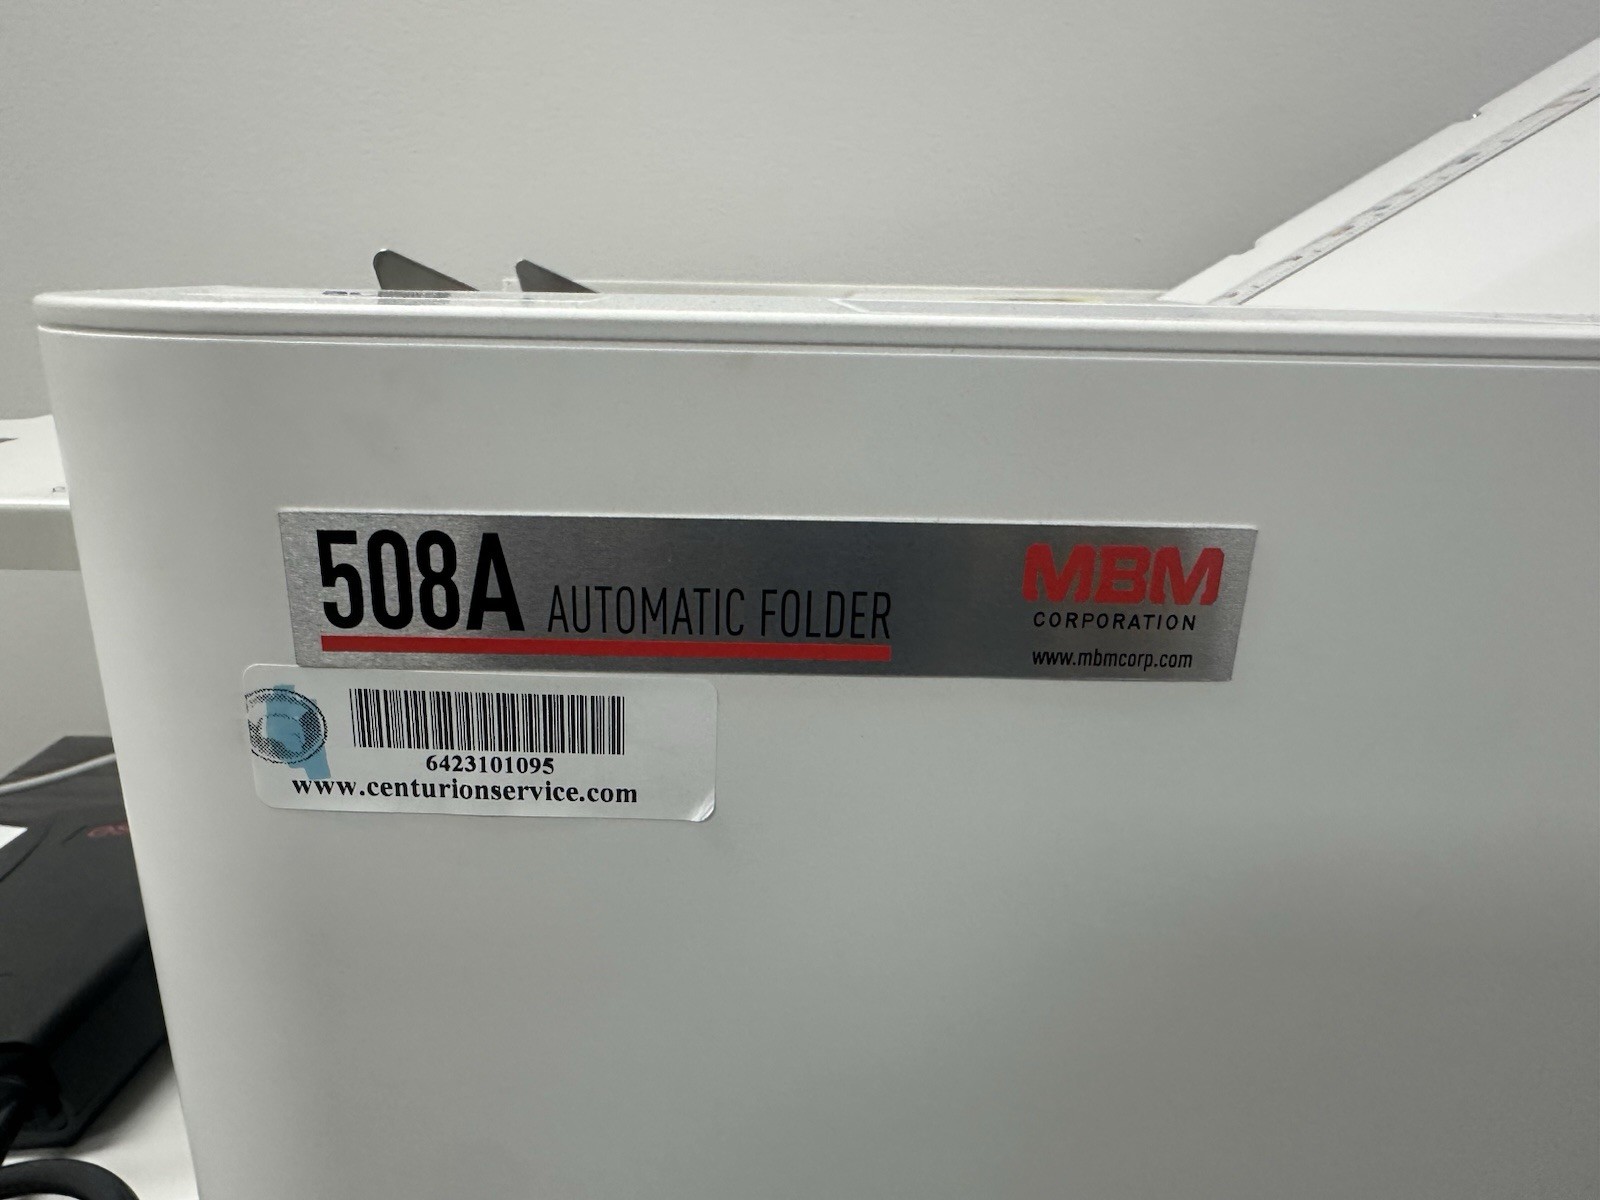 508A AUTOMATIC FOLDER
MBM
CORPORATION
www.mbmcorp.com
6423101095
www.centurionservice.com